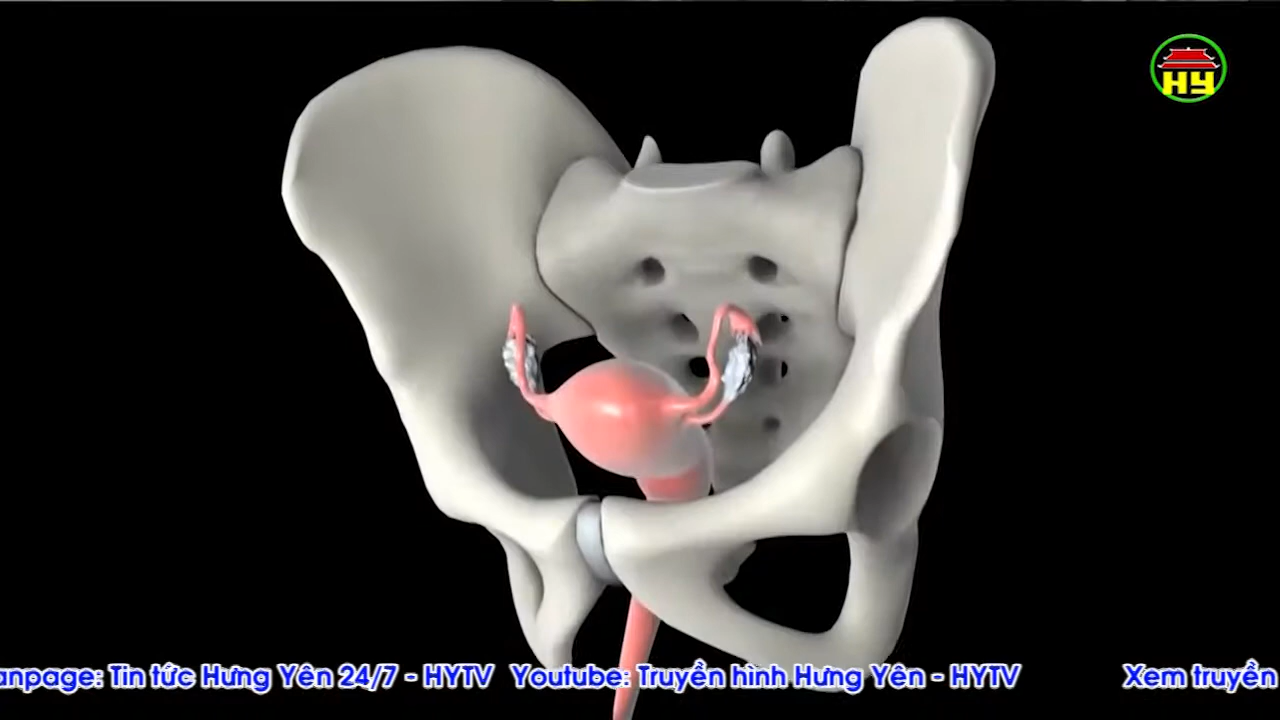 HY
anpage: Tin tức Hưng Yên 24/7 - HYTV Youtube: Truyền hình Hưng Yên - HYTV Xem truyền